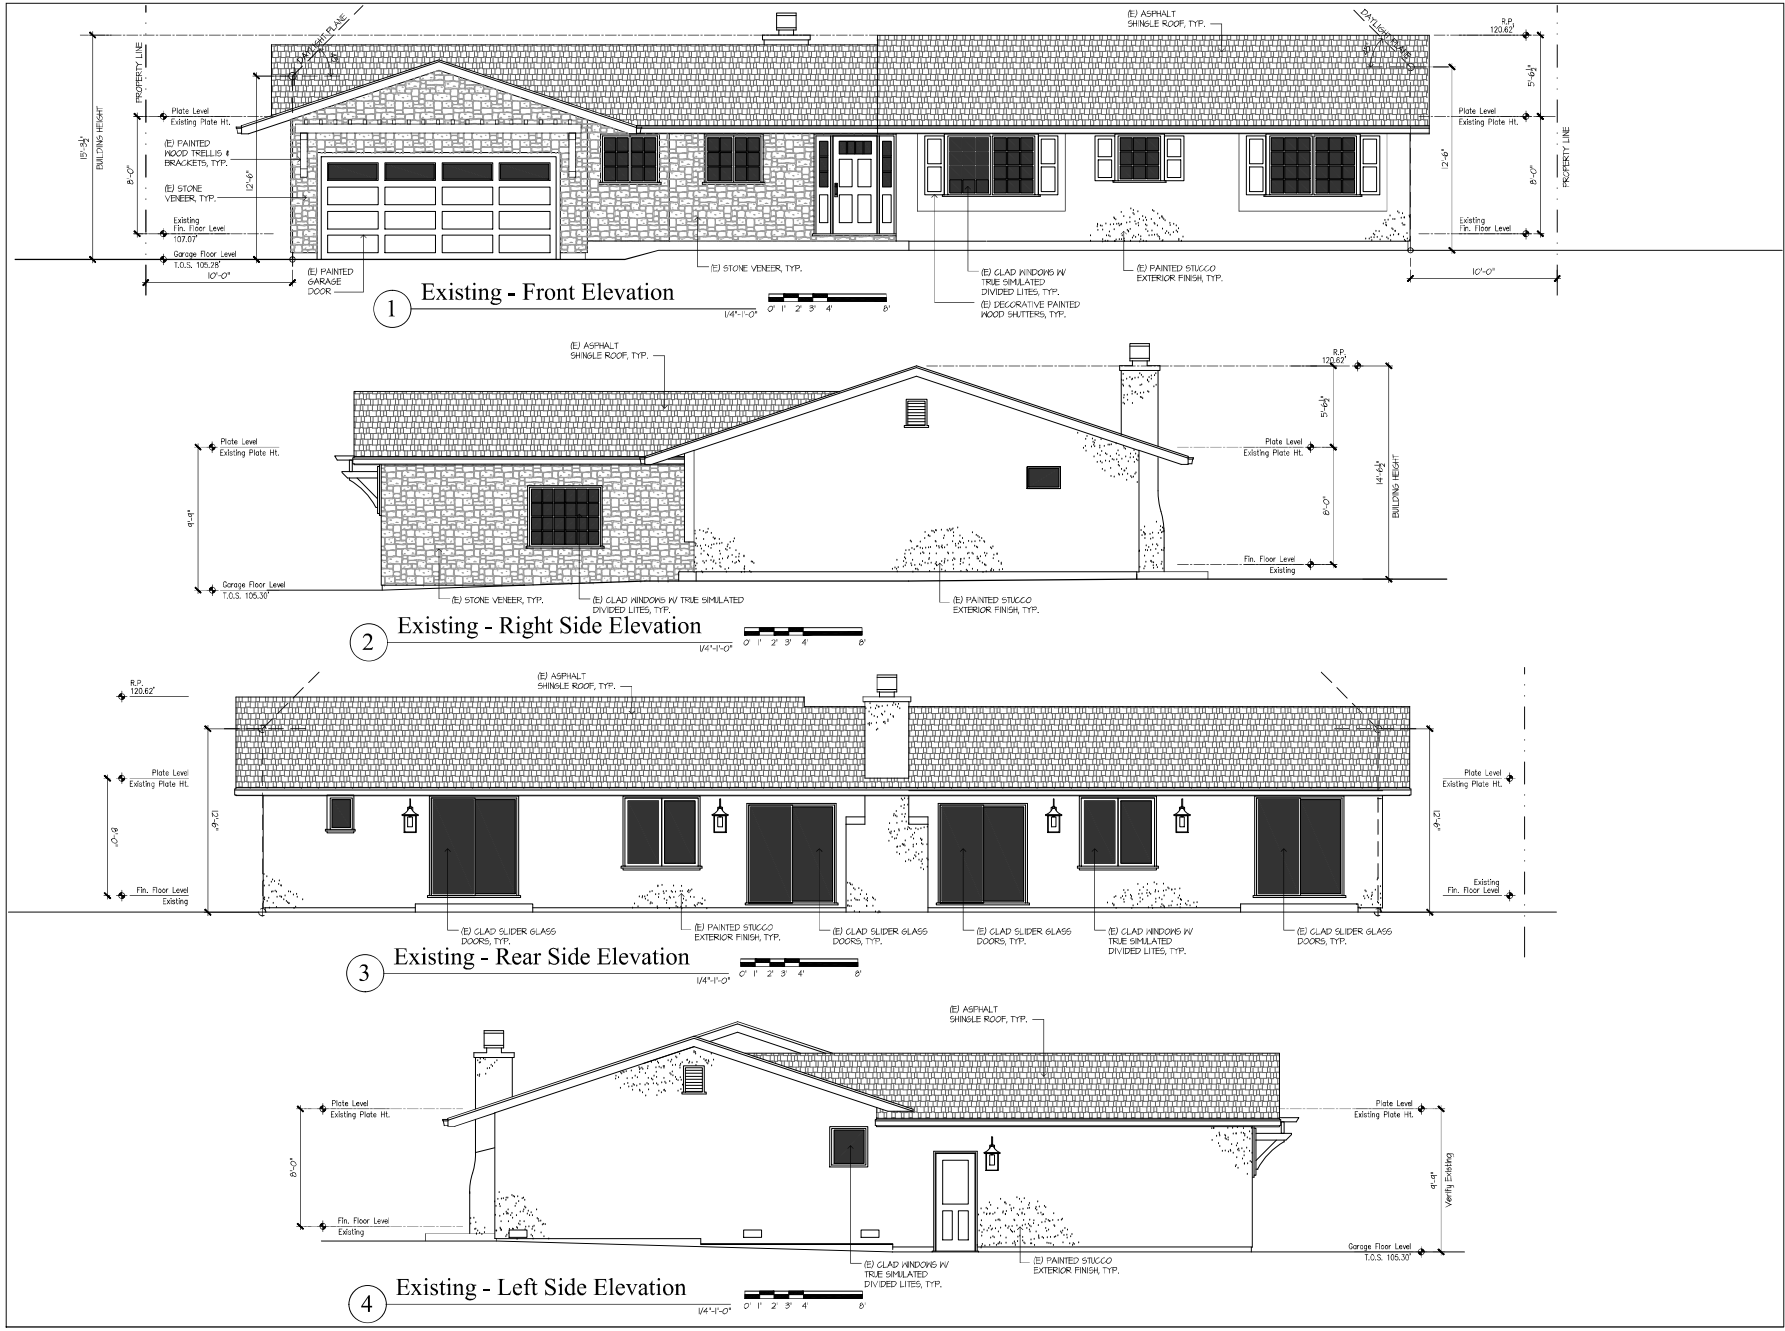 (E) ASPHALT
SHINGLE ROOF, TYP.
R.P.
120.62'
DAYLIGHT PLANE
DAYLIGHT PLANE
PROPERTY LINE
BUILDING HEIGHT
15'-3½"
8'-0"
12'-6"
Plate Level
Existing Plate Ht.
(E) PAINTED
WOOD TRELLIS &
BRACKETS, TYP.
(E) STONE
VENEER, TYP.
Existing
Fin. Floor Level
107.07'
Garage Floor Level
T.O.S. 105.28'
10'-0"
(E) PAINTED
GARAGE
DOOR
(E) STONE VENEER, TYP.
(E) CLAD WINDOWS W/
TRUE SIMULATED
DIVIDED LITES, TYP.
(E) DECORATIVE PAINTED
WOOD SHUTTERS, TYP.
(E) PAINTED STUCCO
EXTERIOR FINISH, TYP.
5'-6½"
Plate Level
Existing Plate Ht.
12'-6"
8'-0"
PROPERTY LINE
Existing
Fin. Floor Level
10'-0"
1 Existing - Front Elevation
1/4"-1'-0"
0' 1' 2' 3' 4' 8'
(E) ASPHALT
SHINGLE ROOF, TYP.
R.P.
120.62'
5'-6½"
Plate Level
Existing Plate Ht.
9'-9"
Plate Level
Existing Plate Ht.
14'-6½"
BUILDING HEIGHT
8'-0"
Fin. Floor Level
Existing
Garage Floor Level
T.O.S. 105.30'
(E) STONE VENEER, TYP.
(E) CLAD WINDOWS W/ TRUE SIMULATED
DIVIDED LITES, TYP.
(E) PAINTED STUCCO
EXTERIOR FINISH, TYP.
2 Existing - Right Side Elevation
1/4"-1'-0"
0' 1' 2' 3' 4' 8'
(E) ASPHALT
SHINGLE ROOF, TYP.
R.P.
120.62'
Plate Level
Existing Plate Ht.
8'-0"
12'-6"
Fin. Floor Level
Existing
Plate Level
Existing Plate Ht.
12'-6"
Existing
Fin. Floor Level
(E) CLAD SLIDER GLASS
DOORS, TYP.
(E) PAINTED STUCCO
EXTERIOR FINISH, TYP.
(E) CLAD SLIDER GLASS
DOORS, TYP.
(E) CLAD SLIDER GLASS
DOORS, TYP.
(E) CLAD WINDOWS W/
TRUE SIMULATED
DIVIDED LITES, TYP.
(E) CLAD SLIDER GLASS
DOORS, TYP.
3 Existing - Rear Side Elevation
1/4"-1'-0"
0' 1' 2' 3' 4' 8'
(E) ASPHALT
SHINGLE ROOF, TYP.
Plate Level
Existing Plate Ht.
8'-0"
Fin. Floor Level
Existing
Plate Level
Existing Plate Ht.
9'-9"
Verify Existing
Garage Floor Level
T.O.S. 105.30'
(E) CLAD WINDOWS W/
TRUE SIMULATED
DIVIDED LITES, TYP.
(E) PAINTED STUCCO
EXTERIOR FINISH, TYP.
4 Existing - Left Side Elevation
1/4"-1'-0"
0' 1' 2' 3' 4' 8'